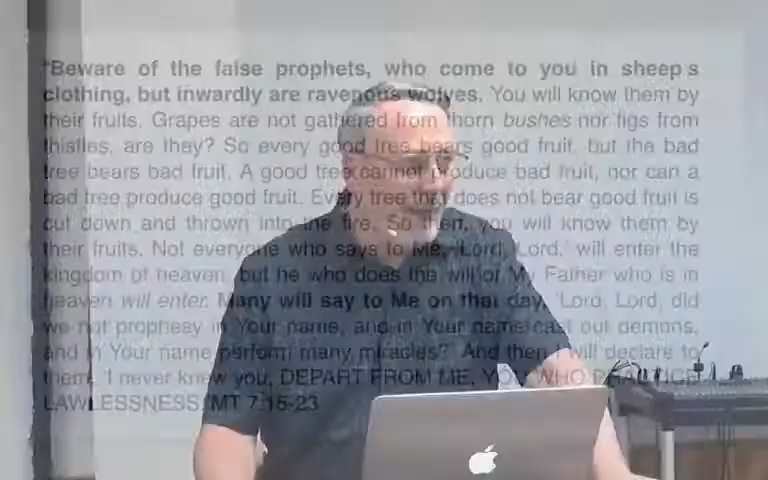 "Beware of the false prophets, who come to you in sheep's
clothing, but inwardly are ravenous wolves. You will know them by
their fruits. Grapes are not gathered from thorn bushes nor figs from
thistles, are they? So every good tree bears good fruit, but the bad
tree bears bad fruit. A good tree cannot produce bad fruit, nor can a
bad tree produce good fruit. Every tree that does not bear good fruit is
cut down and thrown into the fire. So then, you will know them by
their fruits. Not everyone who says to Me, 'Lord, Lord,' will enter the
kingdom of heaven, but he who does the will of My Father who is in
heaven will enter. Many will say to Me on that day, 'Lord, Lord, did
we not prophesy in Your name, and in Your name cast out demons,
and in Your name perform many miracles?' And then I will declare to
them, 'I never knew you, DEPART FROM ME, YOU WHO PRACTICE
LAWLESSNESS. MT 7:15-23